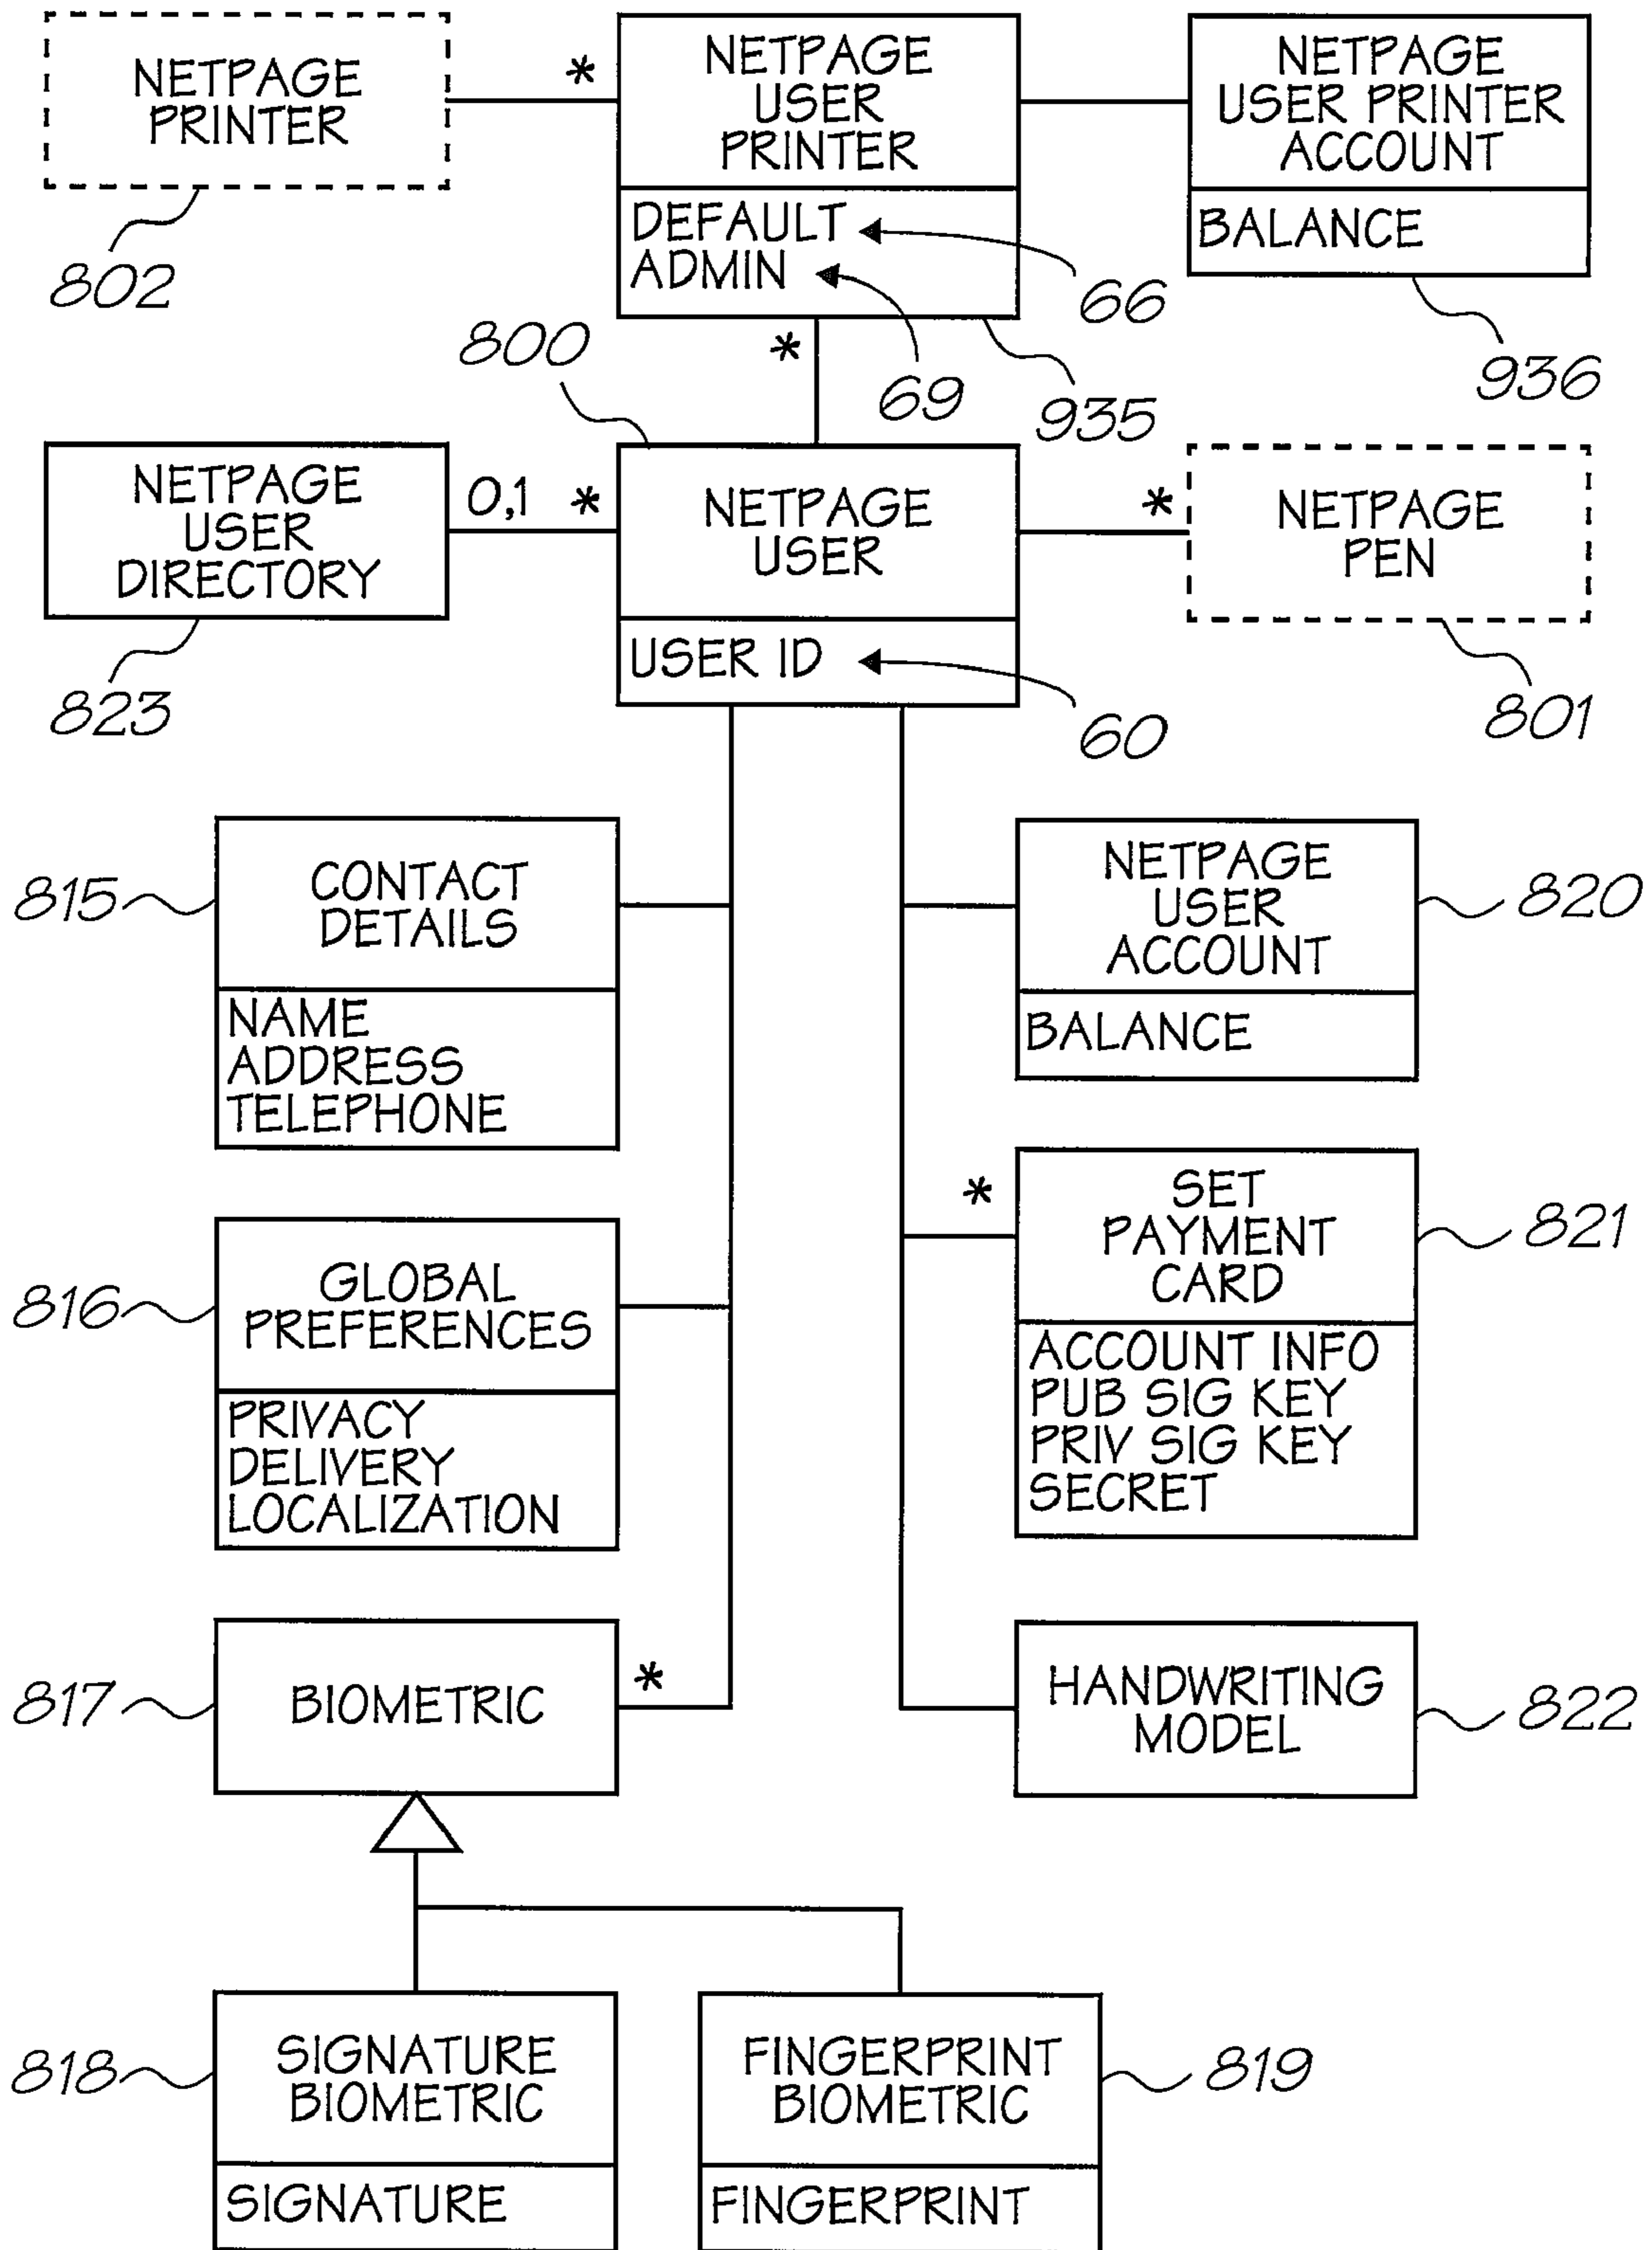 NETPAGE
PRINTER
802
*
NETPAGE
USER
PRINTER
DEFAULT
ADMIN
66
69
935
NETPAGE
USER PRINTER
ACCOUNT
BALANCE
936
*
800
NETPAGE
USER
DIRECTORY
823
0,1 *
NETPAGE
USER
USER ID
60
*
NETPAGE
PEN
801
815
CONTACT
DETAILS
NAME
ADDRESS
TELEPHONE
NETPAGE
USER
ACCOUNT
BALANCE
820
816
GLOBAL
PREFERENCES
PRIVACY
DELIVERY
LOCALIZATION
*
SET
PAYMENT
CARD
ACCOUNT INFO
PUB SIG KEY
PRIV SIG KEY
SECRET
821
817
BIOMETRIC
*
HANDWRITING
MODEL
822
818
SIGNATURE
BIOMETRIC
SIGNATURE
FINGERPRINT
BIOMETRIC
FINGERPRINT
819